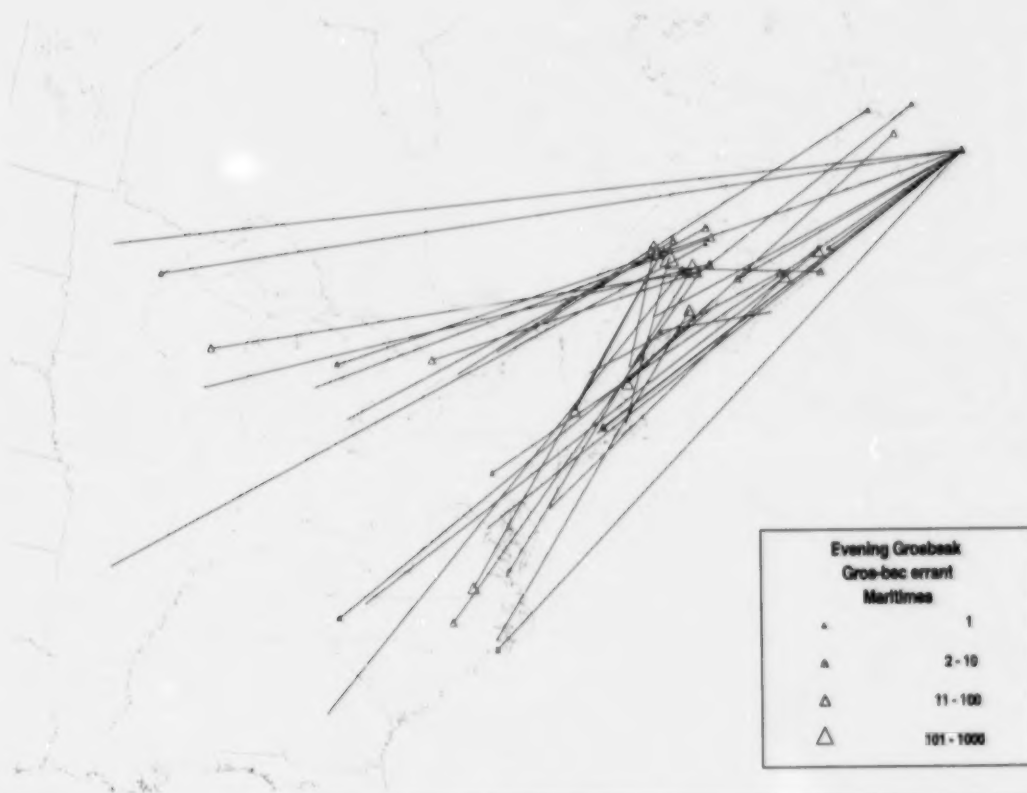 Evening Grosbeak
Gros-bec errant
Maritimes
1
2 - 10
11 - 100
101 - 1000